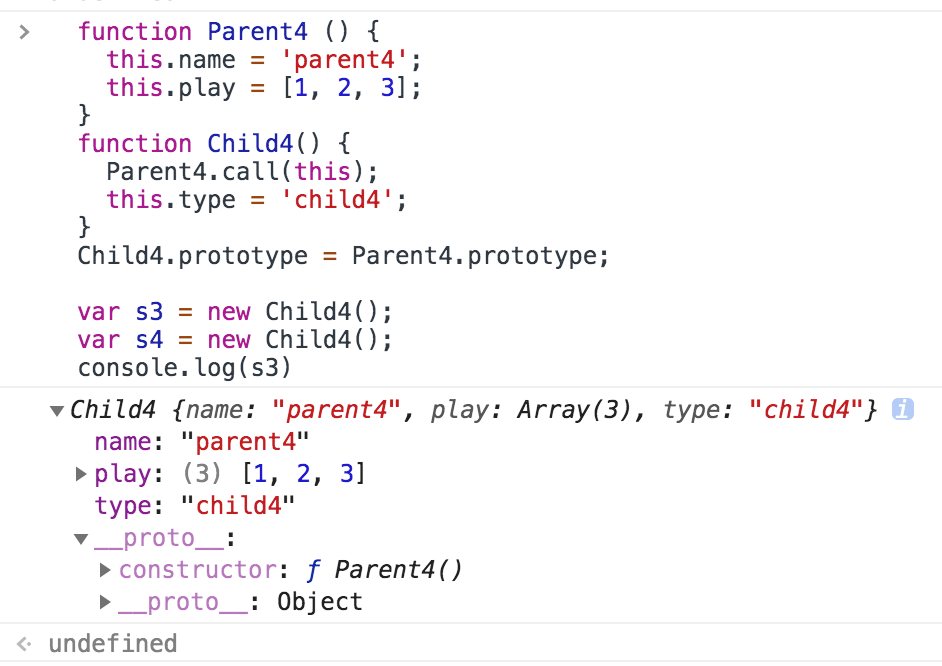 function Parent4 () {
  this.name = 'parent4';
  this.play = [1, 2, 3];
}
function Child4() {
  Parent4.call(this);
  this.type = 'child4';
}
Child4.prototype = Parent4.prototype;

var s3 = new Child4();
var s4 = new Child4();
console.log(s3)
Child4 {name: "parent4", play: Array(3), type: "child4"} i
name: "parent4"
play: (3) [1, 2, 3]
type: "child4"
__proto__:
constructor: ƒ Parent4()
__proto__: Object
undefined